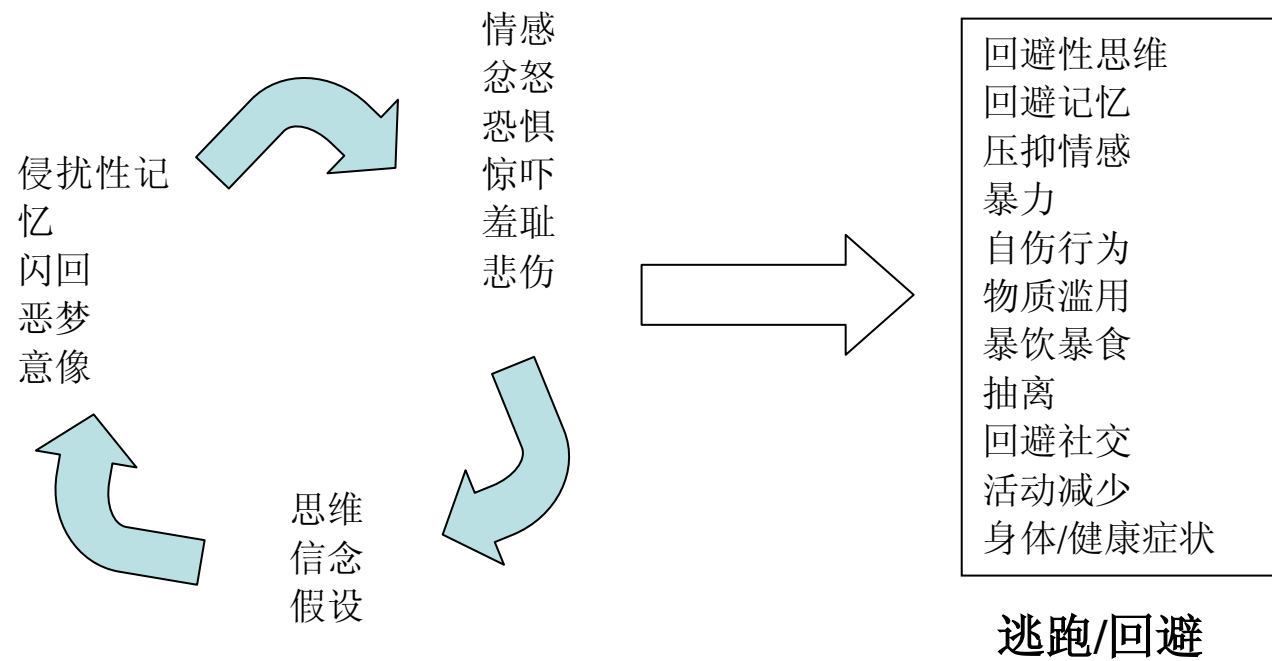 侵扰性记
忆
闪回
恶梦
意像
情感
忿怒
恐惧
惊吓
羞耻
悲伤
思维
信念
假设
回避性思维
回避记忆
压抑情感
暴力
自伤行为
物质滥用
暴饮暴食
抽离
回避社交
活动减少
身体/健康症状
逃跑/回避